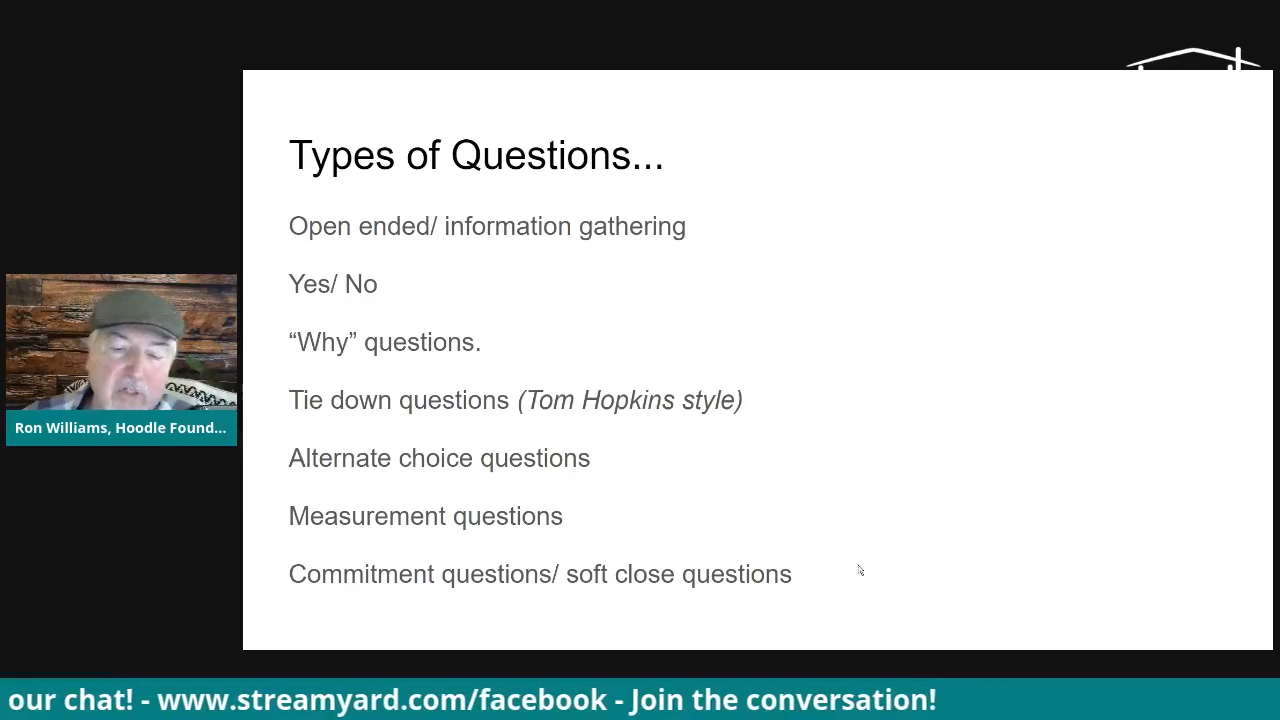 Types of Questions...
Open ended/ information gathering
Yes/ No
“Why” questions.
Tie down questions (Tom Hopkins style)
Alternate choice questions
Measurement questions
Commitment questions/ soft close questions
Ron Williams, Hoodle Found...
our chat! - www.streamyard.com/facebook - Join the conversation!